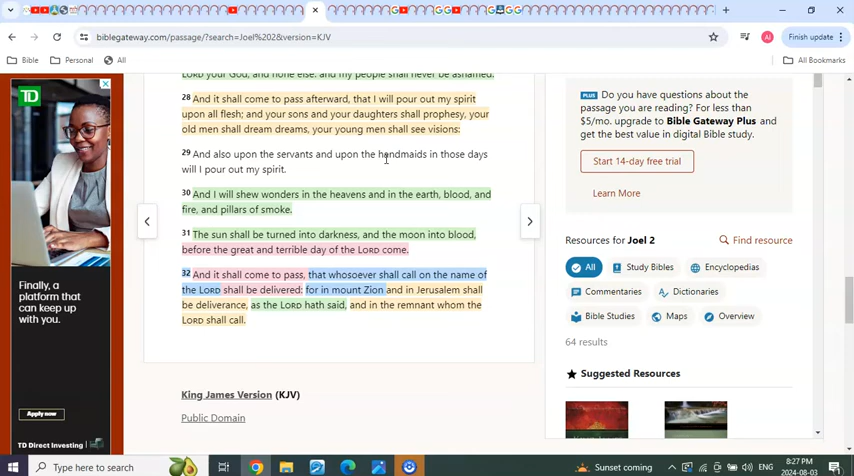 biblegateway.com/passage/?search=Joel%202&version=KJV
Finish update
Bible
Personal
All
All Bookmarks
TD
Finally, a
platform that
can keep up
with you.
Apply now
TD Direct Investing
LORD your God, and none else: and my people shall never be ashamed.
28 And it shall come to pass afterward, that I will pour out my spirit
upon all flesh; and your sons and your daughters shall prophesy, your
old men shall dream dreams, your young men shall see visions:
29 And also upon the servants and upon the handmaids in those days
will I pour out my spirit.
30 And I will shew wonders in the heavens and in the earth, blood, and
fire, and pillars of smoke.
31 The sun shall be turned into darkness, and the moon into blood,
before the great and terrible day of the LORD come.
32 And it shall come to pass, that whosoever shall call on the name of
the LORD shall be delivered: for in mount Zion and in Jerusalem shall
be deliverance, as the LORD hath said, and in the remnant whom the
LORD shall call.
King James Version (KJV)
Public Domain
PLUS Do you have questions about the
passage you are reading? For less than
$5/mo. upgrade to Bible Gateway Plus and
get the best value in digital Bible study.
Start 14-day free trial
Learn More
Resources for Joel 2
Find resource
All
Study Bibles
Encyclopedias
Commentaries
Dictionaries
Bible Studies
Maps
Overview
64 results
Suggested Resources
Type here to search
Sunset coming
ENG
8:27 PM
2024-08-03